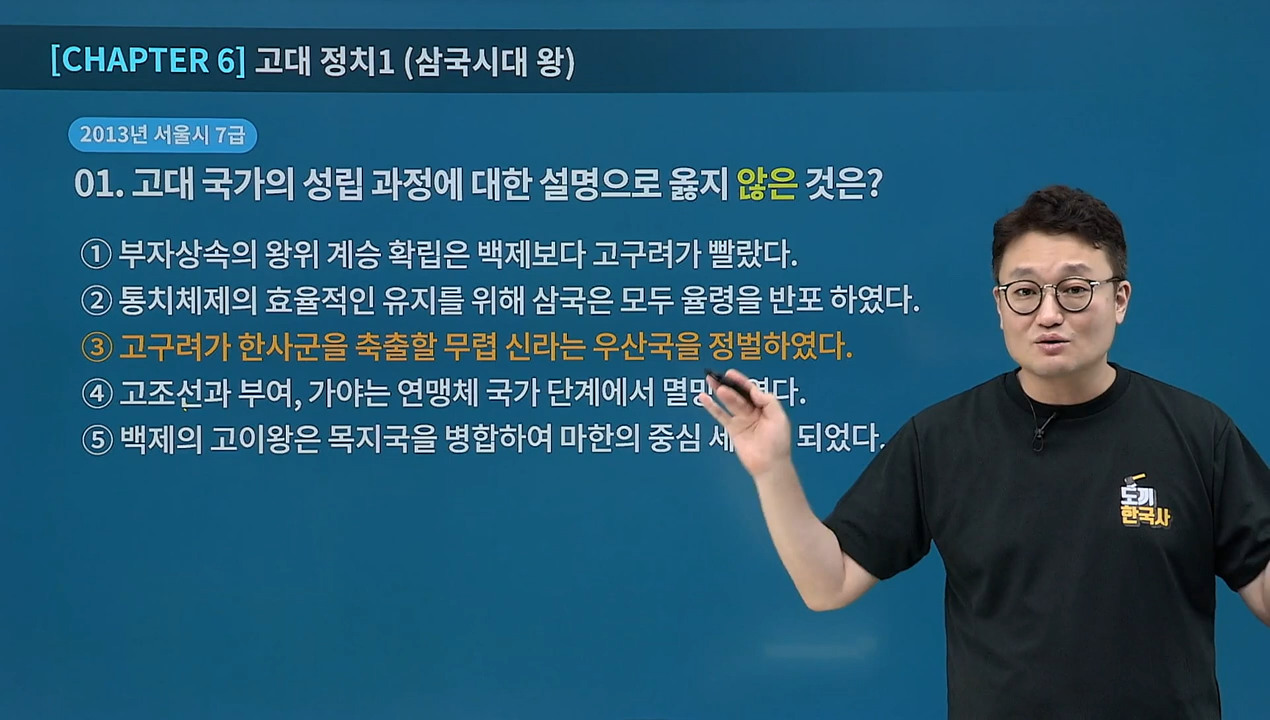 [CHAPTER 6] 고대 정치1 (삼국시대 왕)
2013년 서울시 7급
01. 고대 국가의 성립 과정에 대한 설명으로 옳지 않은 것은?
① 부자상속의 왕위 계승 확립은 백제보다 고구려가 빨랐다.
② 통치체제의 효율적인 유지를 위해 삼국은 모두 율령을 반포 하였다.
③ 고구려가 한사군을 축출할 무렵 신라는 우산국을 정벌하였다.
④ 고조선과 부여, 가야는 연맹체 국가 단계에서
⑤ 백제의 고이왕은 목지국을 병합하여 마한의 중심 되었다.
도끼
한국사